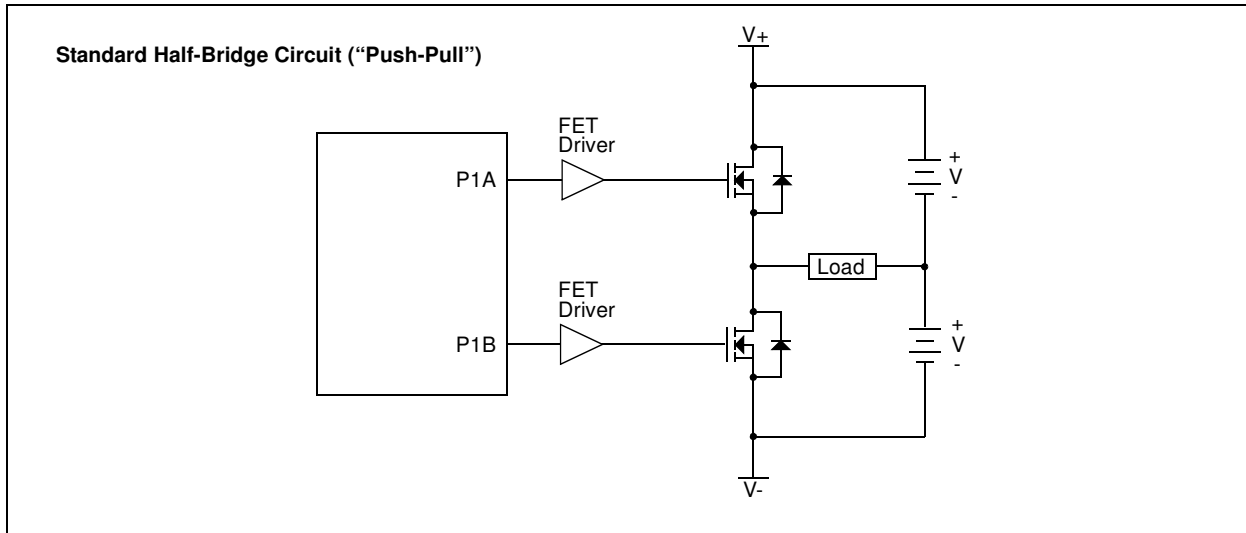 Standard Half-Bridge Circuit (“Push-Pull”)
V+
FET
Driver
P1A
+
V
-
Load
FET
Driver
P1B
+
V
-
V-